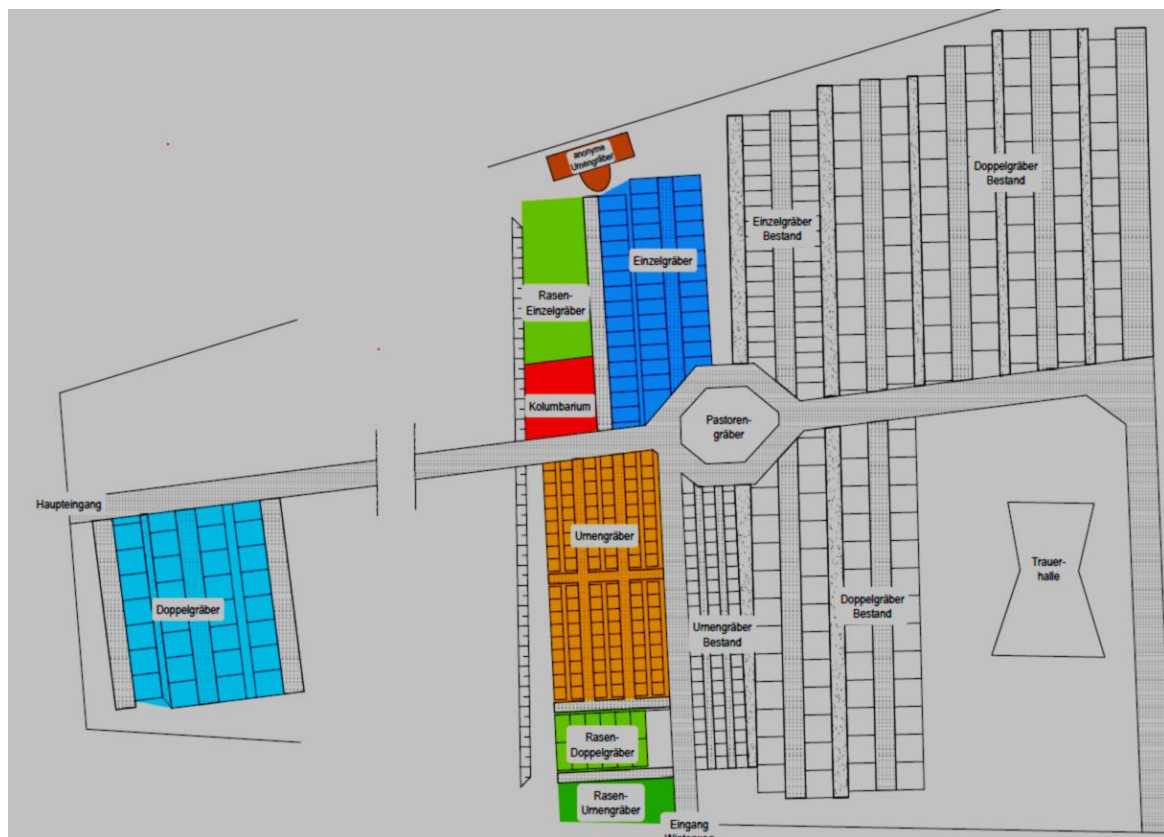 anonyme
Urnengräber
Doppelgräber
Bestand
Einzelgräber
Bestand
Einzelgräber
Rasen-
Einzelgräber
Kolumbarium
Pastoren-
gräber
Haupteingang
Urnengräber
Trauer-
halle
Doppelgräber
Doppelgräber
Bestand
Urnengräber
Bestand
Rasen-
Doppelgräber
Rasen-
Urnengräber
Eingang